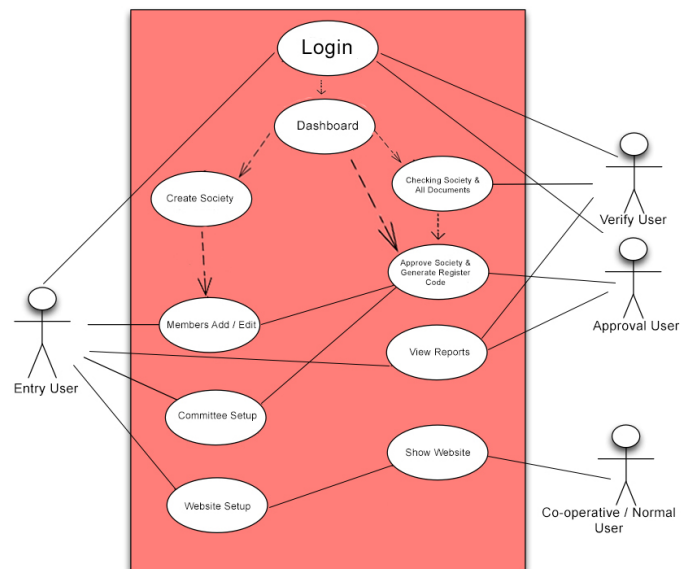 Login
Dashboard
Checking Society &
All Documents
Create Society
Verify User
Approve Society &
Generate Register
Code
Members Add / Edit
Approval User
View Reports
Entry User
Committee Setup
Show Website
Website Setup
Co-operative / Normal
User